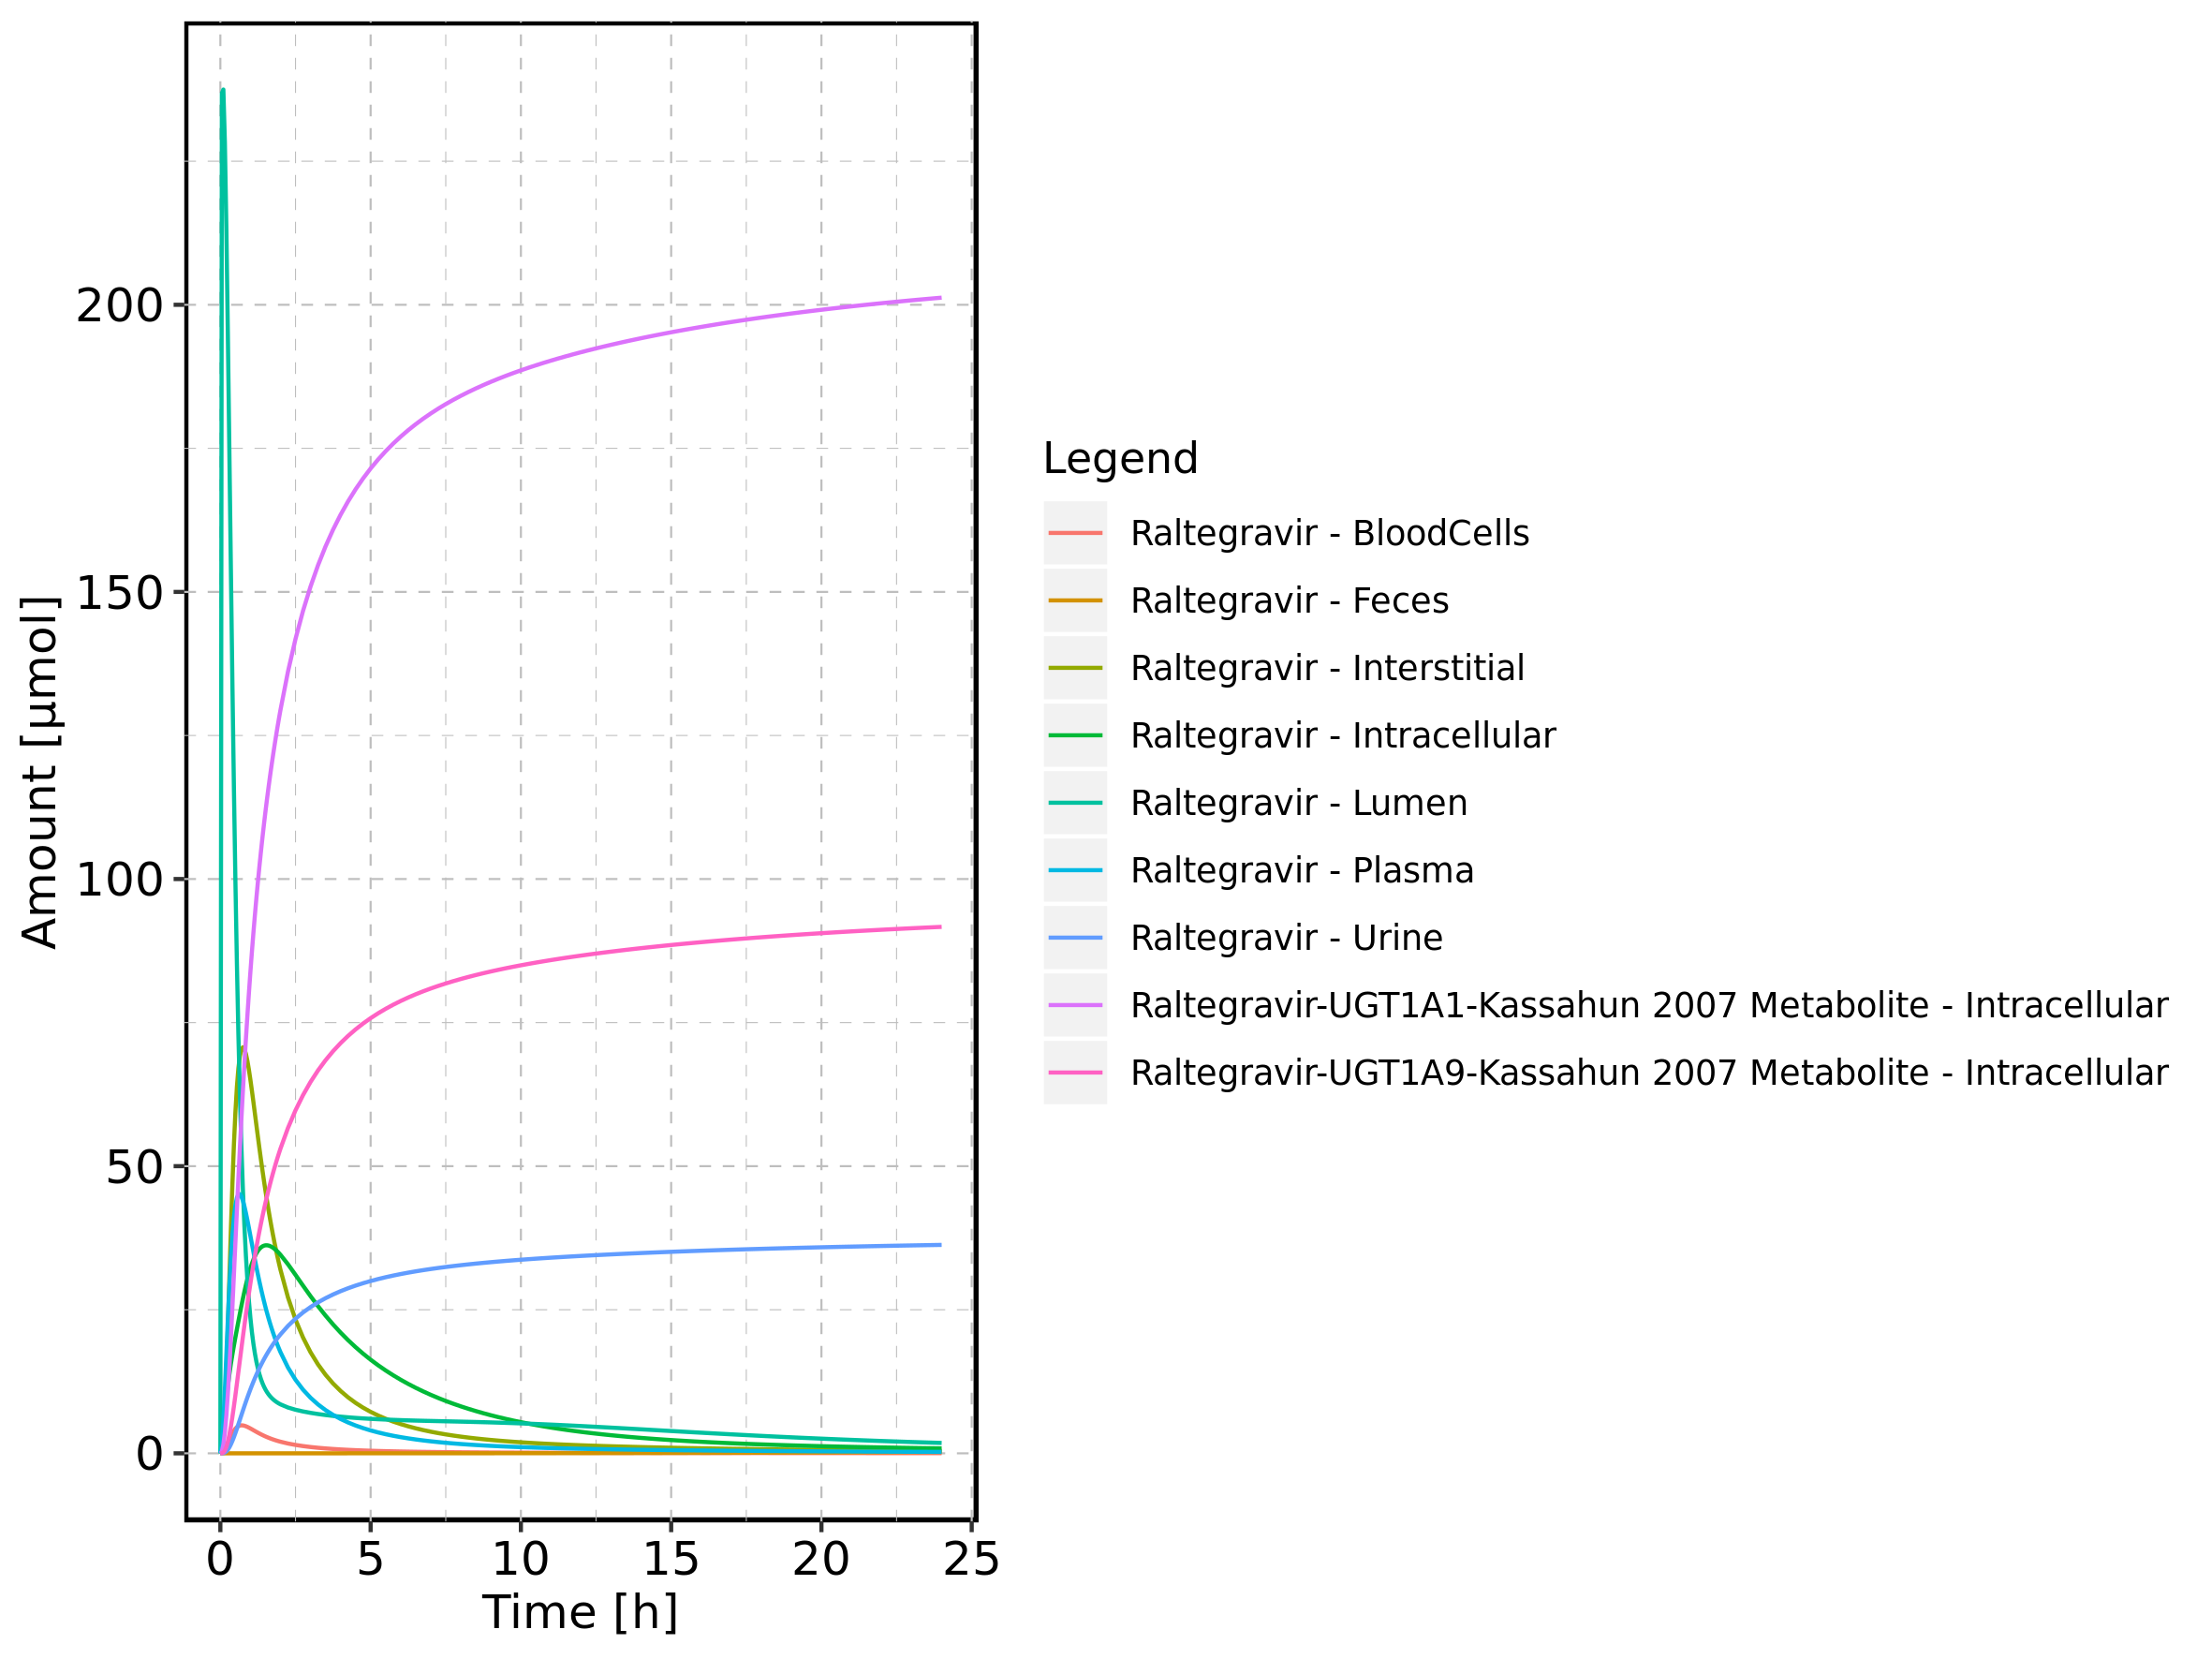 200
150
100
50
0
Amount [µmol]
0 5 10 15 20 25
Time [h]
Legend
Raltegravir - BloodCells
Raltegravir - Feces
Raltegravir - Interstitial
Raltegravir - Intracellular
Raltegravir - Lumen
Raltegravir - Plasma
Raltegravir - Urine
Raltegravir-UGT1A1-Kassahun 2007 Metabolite - Intracellular
Raltegravir-UGT1A9-Kassahun 2007 Metabolite - Intracellular